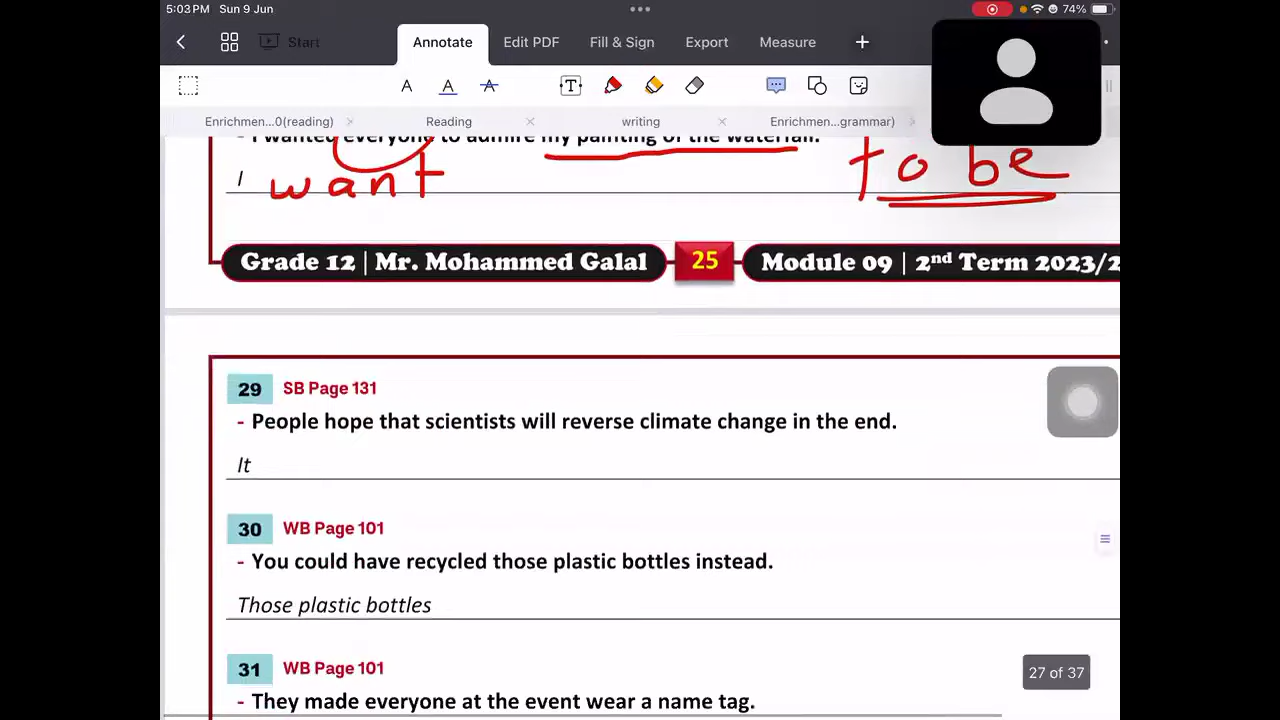 5:03 PM Sun 9 Jun
74%
Start
Annotate
Edit PDF
Fill & Sign
Export
Measure
Enrichmen...0(reading)
Reading
writing
Enrichmen...grammar)
- I wanted everyone to admire my painting of the waterfall.
I want to be
Grade 12 | Mr. Mohammed Galal
25
Module 09 | 2nd Term 2023/2
29 SB Page 131
- People hope that scientists will reverse climate change in the end.
It
30 WB Page 101
- You could have recycled those plastic bottles instead.
Those plastic bottles
31 WB Page 101
- They made everyone at the event wear a name tag.
27 of 37